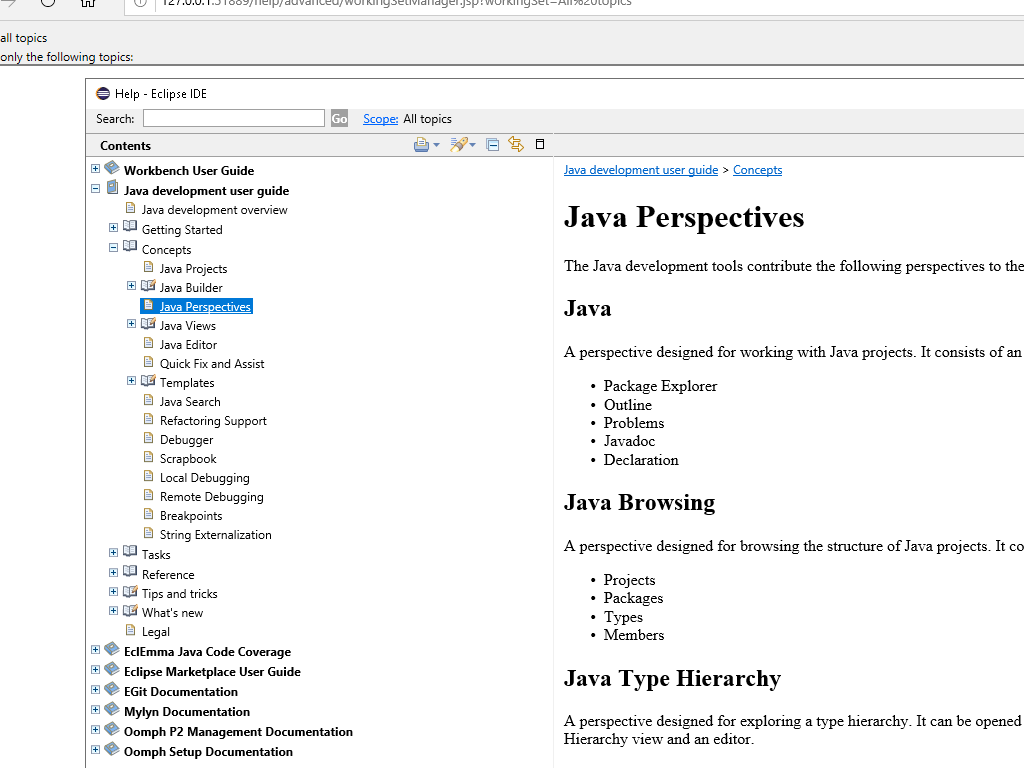 127.0.0.1:51889/help/advanced/workingSetManager.jsp?workingSet=All%20topics
all topics
only the following topics:
Help - Eclipse IDE
Search: Go Scope: All topics
Contents
Workbench User Guide
Java development user guide
Java development overview
Getting Started
Concepts
Java Projects
Java Builder
Java Perspectives
Java Views
Java Editor
Quick Fix and Assist
Templates
Java Search
Refactoring Support
Debugger
Scrapbook
Local Debugging
Remote Debugging
Breakpoints
String Externalization
Tasks
Reference
Tips and tricks
What's new
Legal
EclEmma Java Code Coverage
Eclipse Marketplace User Guide
EGit Documentation
Mylyn Documentation
Oomph P2 Management Documentation
Oomph Setup Documentation
Java development user guide > Concepts
Java Perspectives
The Java development tools contribute the following perspectives to the
Java
A perspective designed for working with Java projects. It consists of an
• Package Explorer
• Outline
• Problems
• Javadoc
• Declaration
Java Browsing
A perspective designed for browsing the structure of Java projects. It co
• Projects
• Packages
• Types
• Members
Java Type Hierarchy
A perspective designed for exploring a type hierarchy. It can be opened
Hierarchy view and an editor.